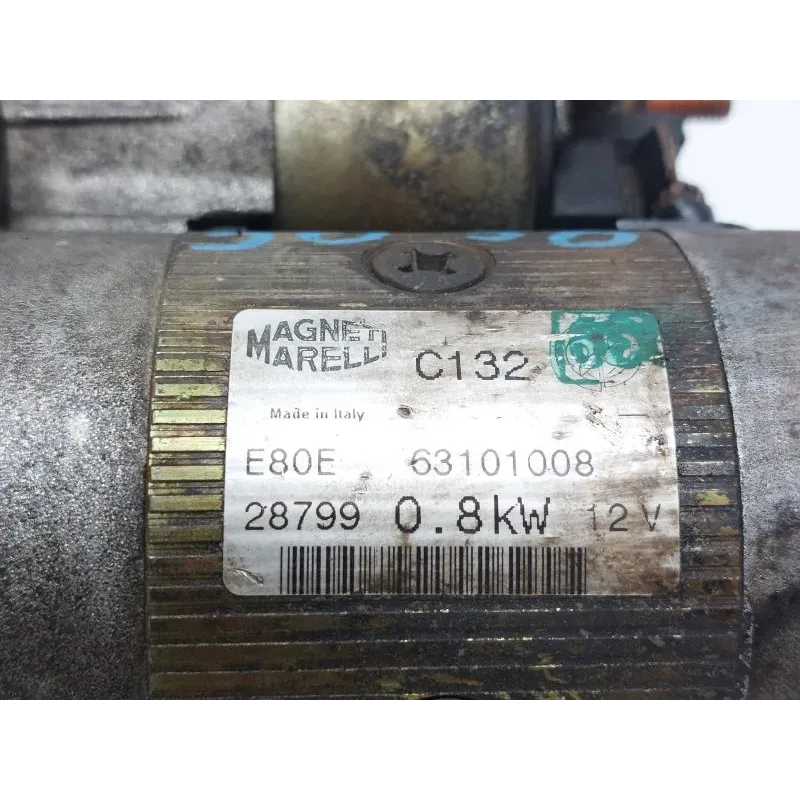 MAGNETI
MARELLI
C132
Made in Italy
E80E 63101008
28799 0.8kW 12V